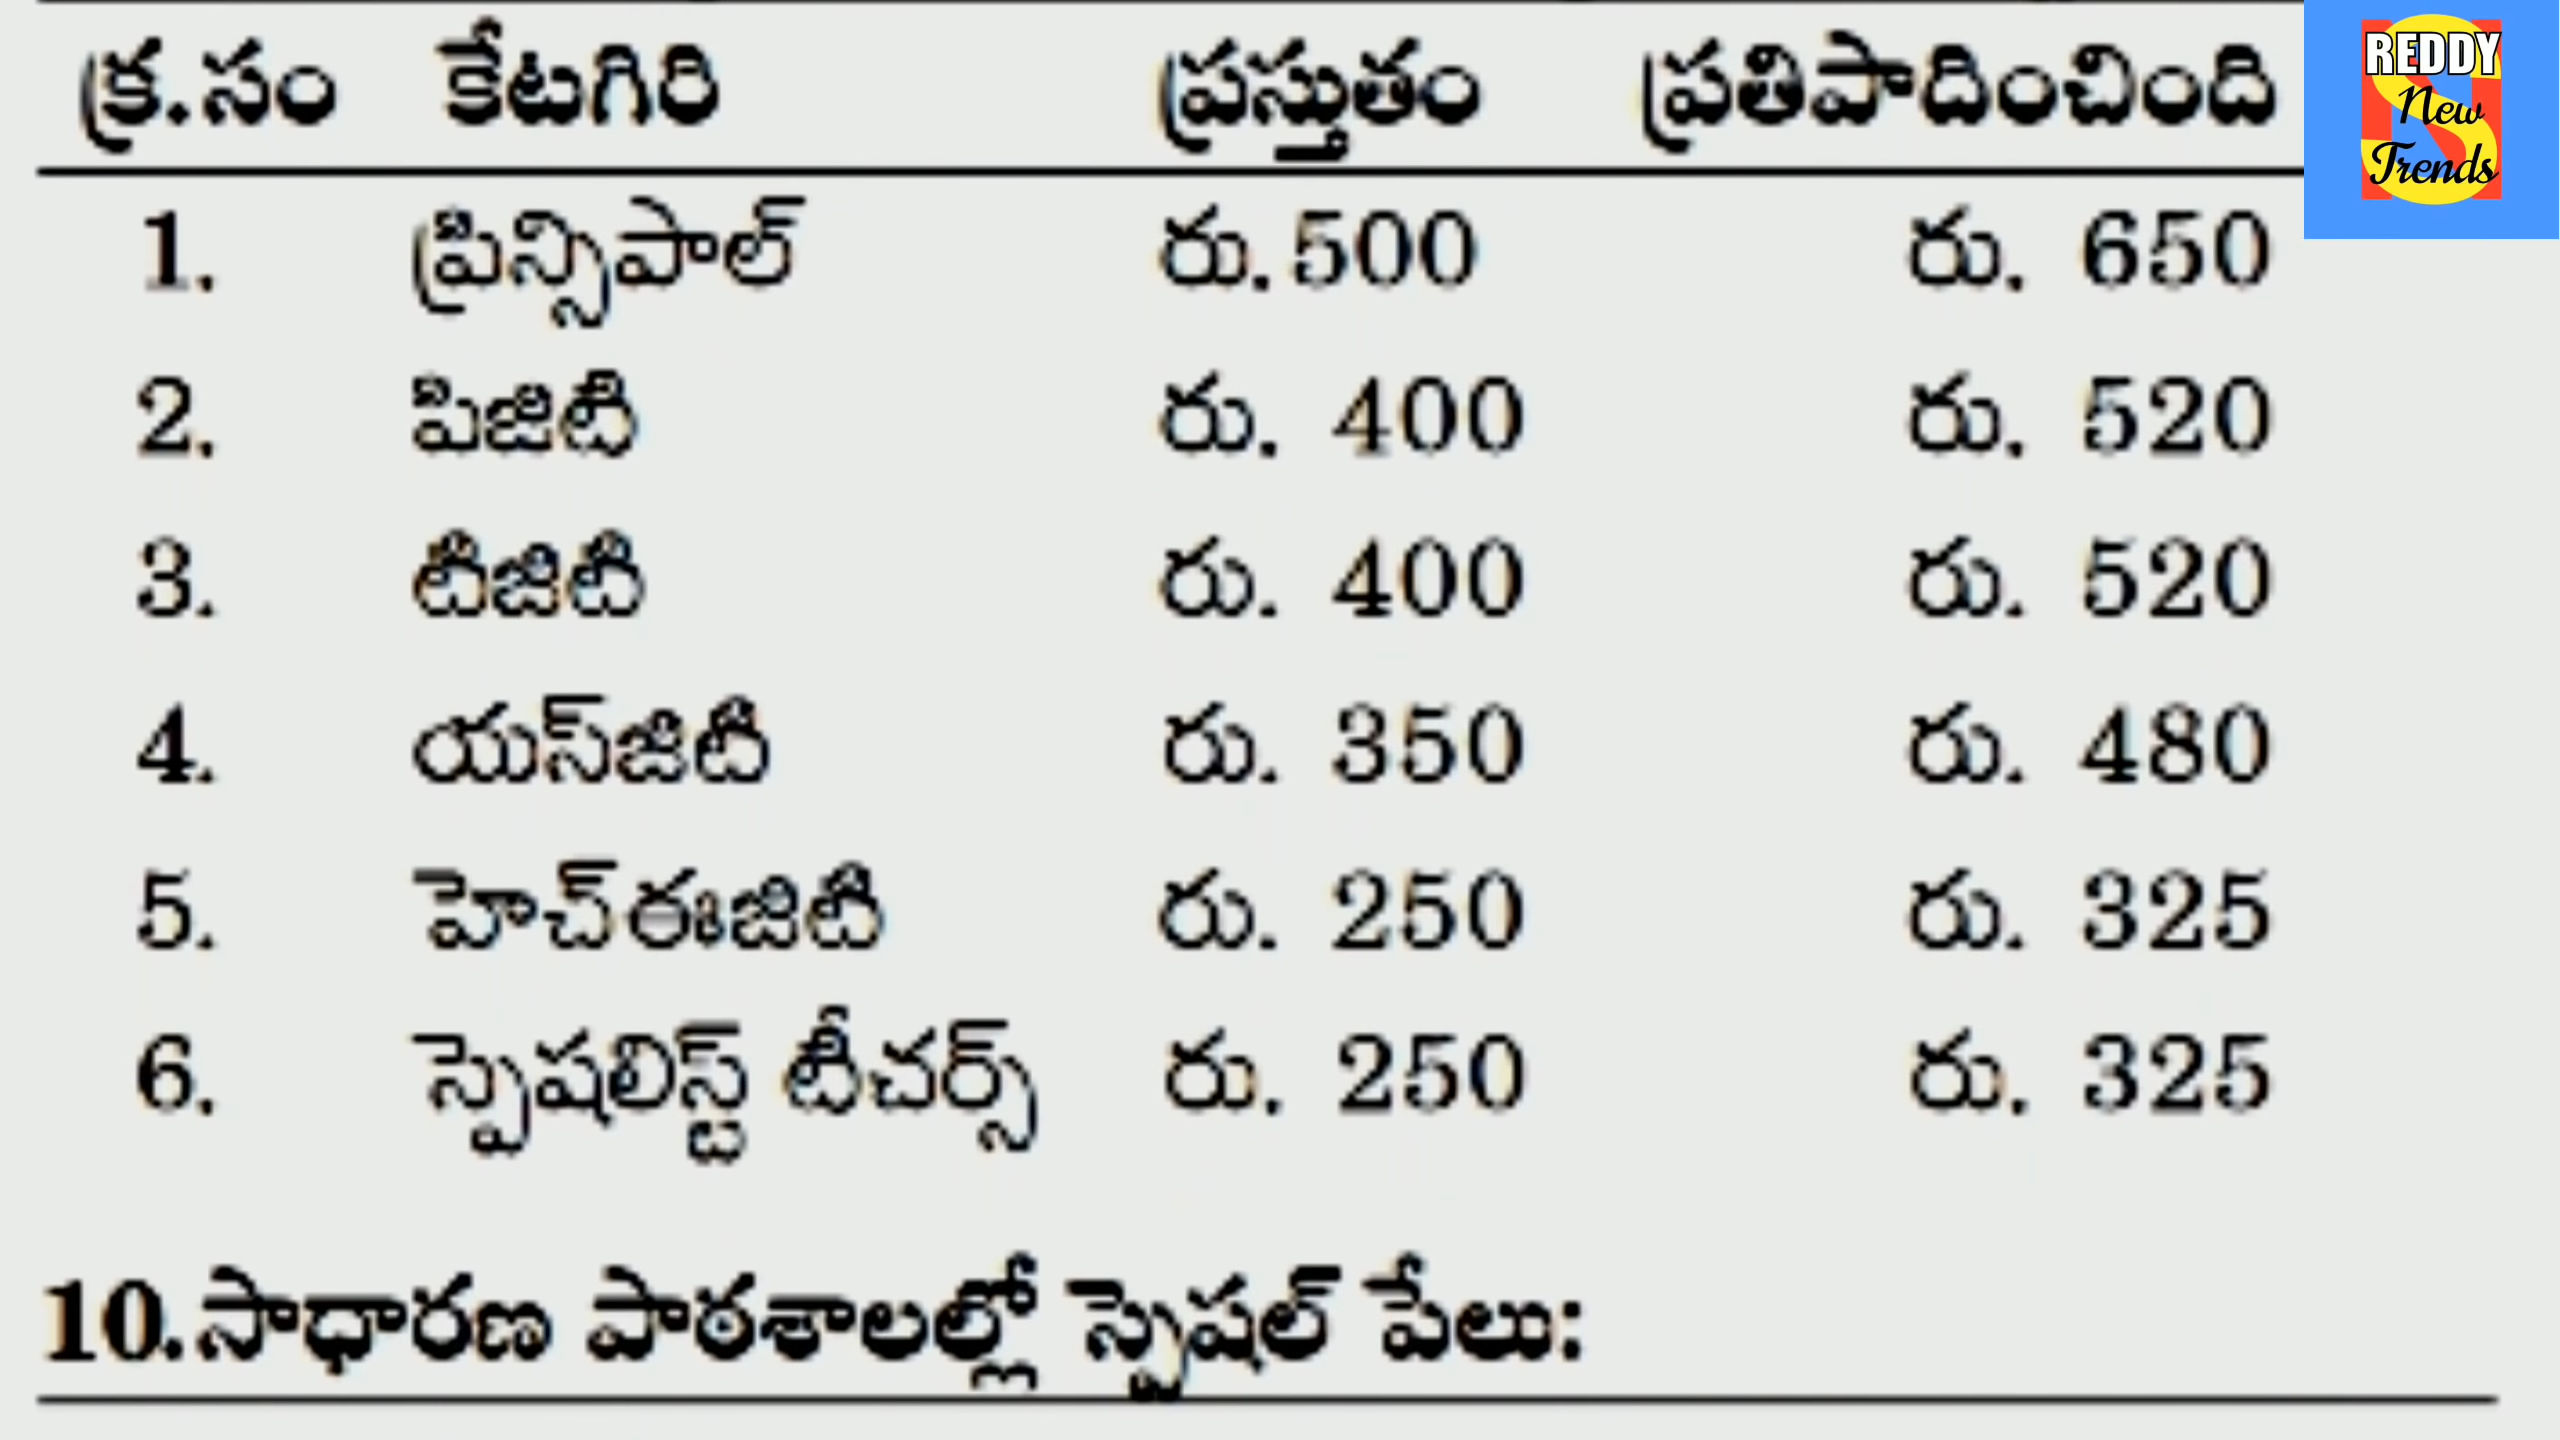 క్ర.సం కేటగిరి ప్రస్తుతం ప్రతిపాదించింది
REDDY
New
Trends
1. ప్రిన్సిపాల్ రు. 500 రు. 650
2. పిజిటి రు. 400 రు. 520
3. టిజిటి రు. 400 రు. 520
4. యస్‌జిటి రు. 350 రు. 480
5. హెచ్‌ఈజిటి రు. 250 రు. 325
6. స్పెషలిస్ట్ టీచర్స్ రు. 250 రు. 325
10.సాధారణ పాఠశాలల్లో స్పెషల్ పేలు: